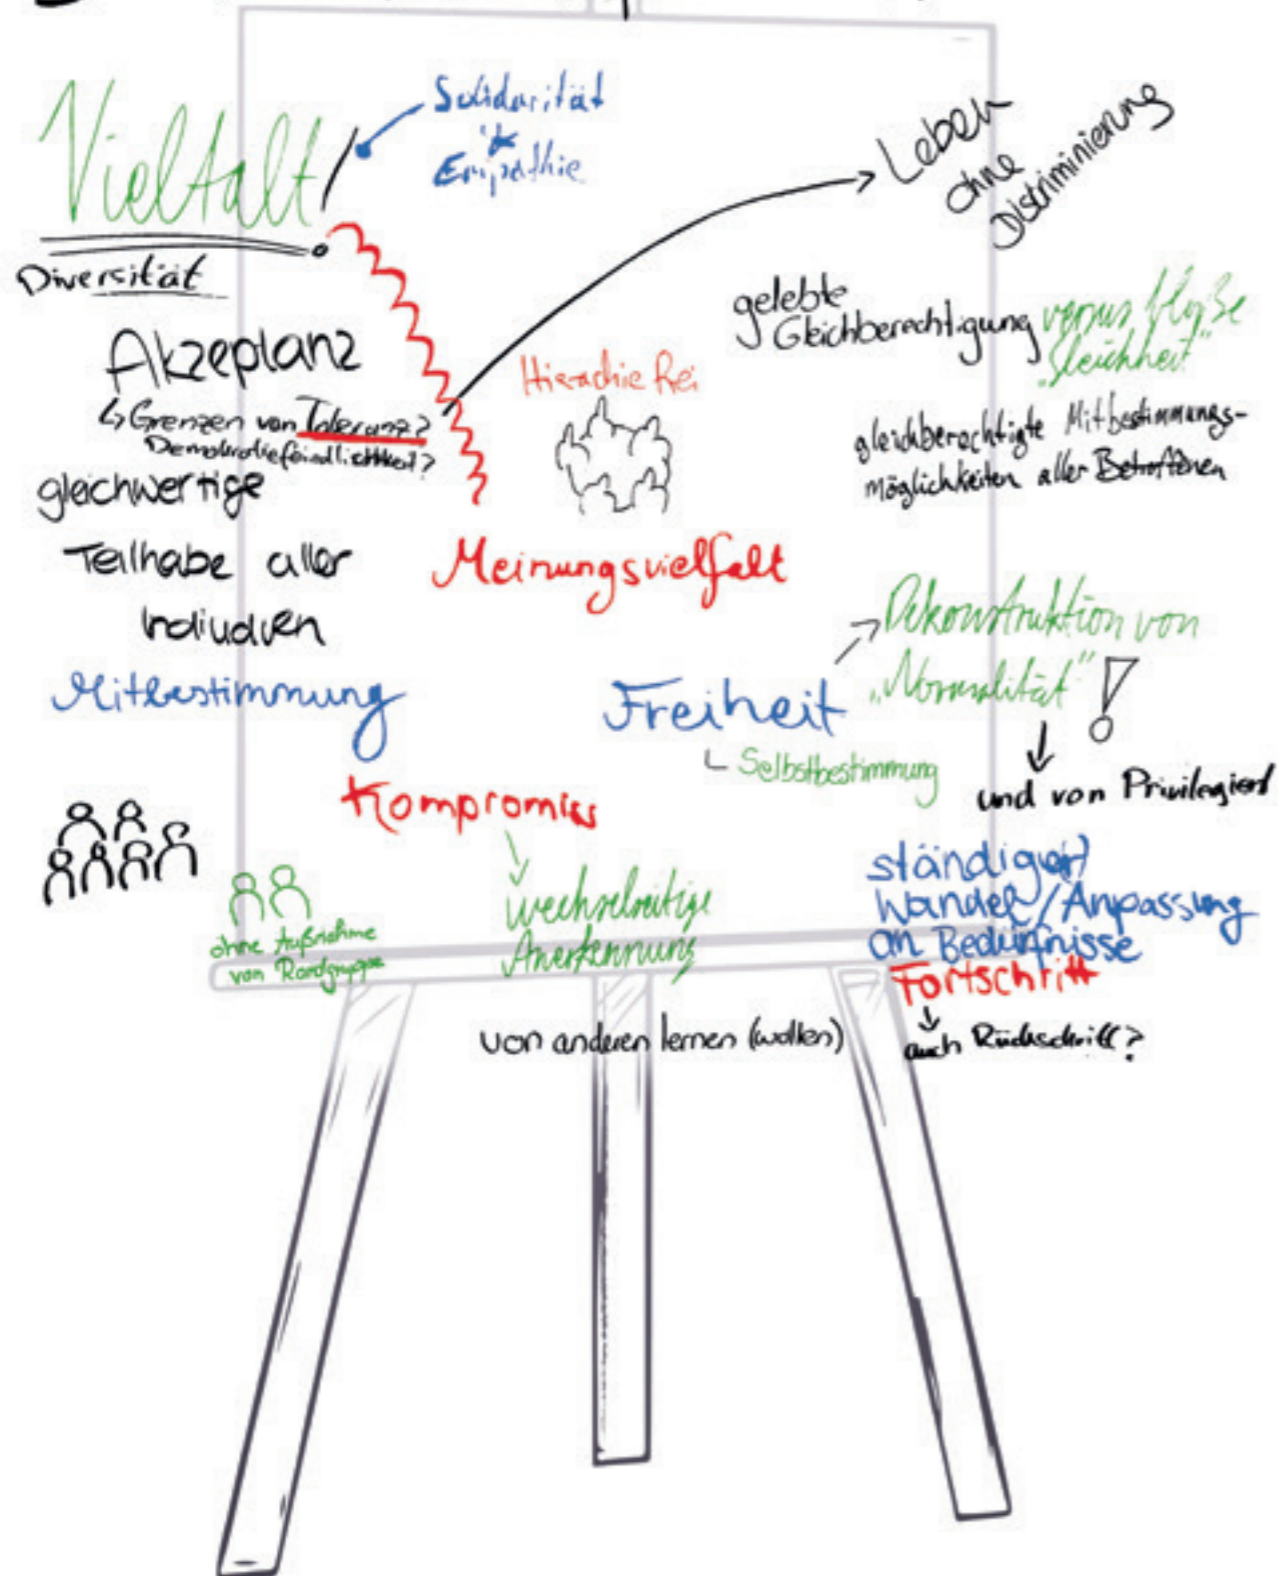 Vielfalt!
Diversität
Solidarität
&
Empathie
Leben
ohne
Diskriminierung
Akzeptanz
↳ Grenzen von Toleranz?
Demokratiefeindlichkeit?
gleichwertige
Teilhabe aller
Individuen
Mitbestimmung
Hierachie frei
Meinungsvielfalt
gelebte
Gleichberechtigung versus bloße
„Gleichheit"
gleichberechtigte Mitbestimmungs-
möglichkeiten aller Betroffenen
Freiheit
Selbstbestimmung
Dekonstruktion von
„Normalität" !
und von Privilegien!
Kompromiss
wechselseitige
Anerkennung
ohne Außnahme
von Randgruppe
von anderen lernen (wollen)
ständiger
Wandel/Anpassung
an Bedürfnisse
Fortschritt
auch Rückschritt?